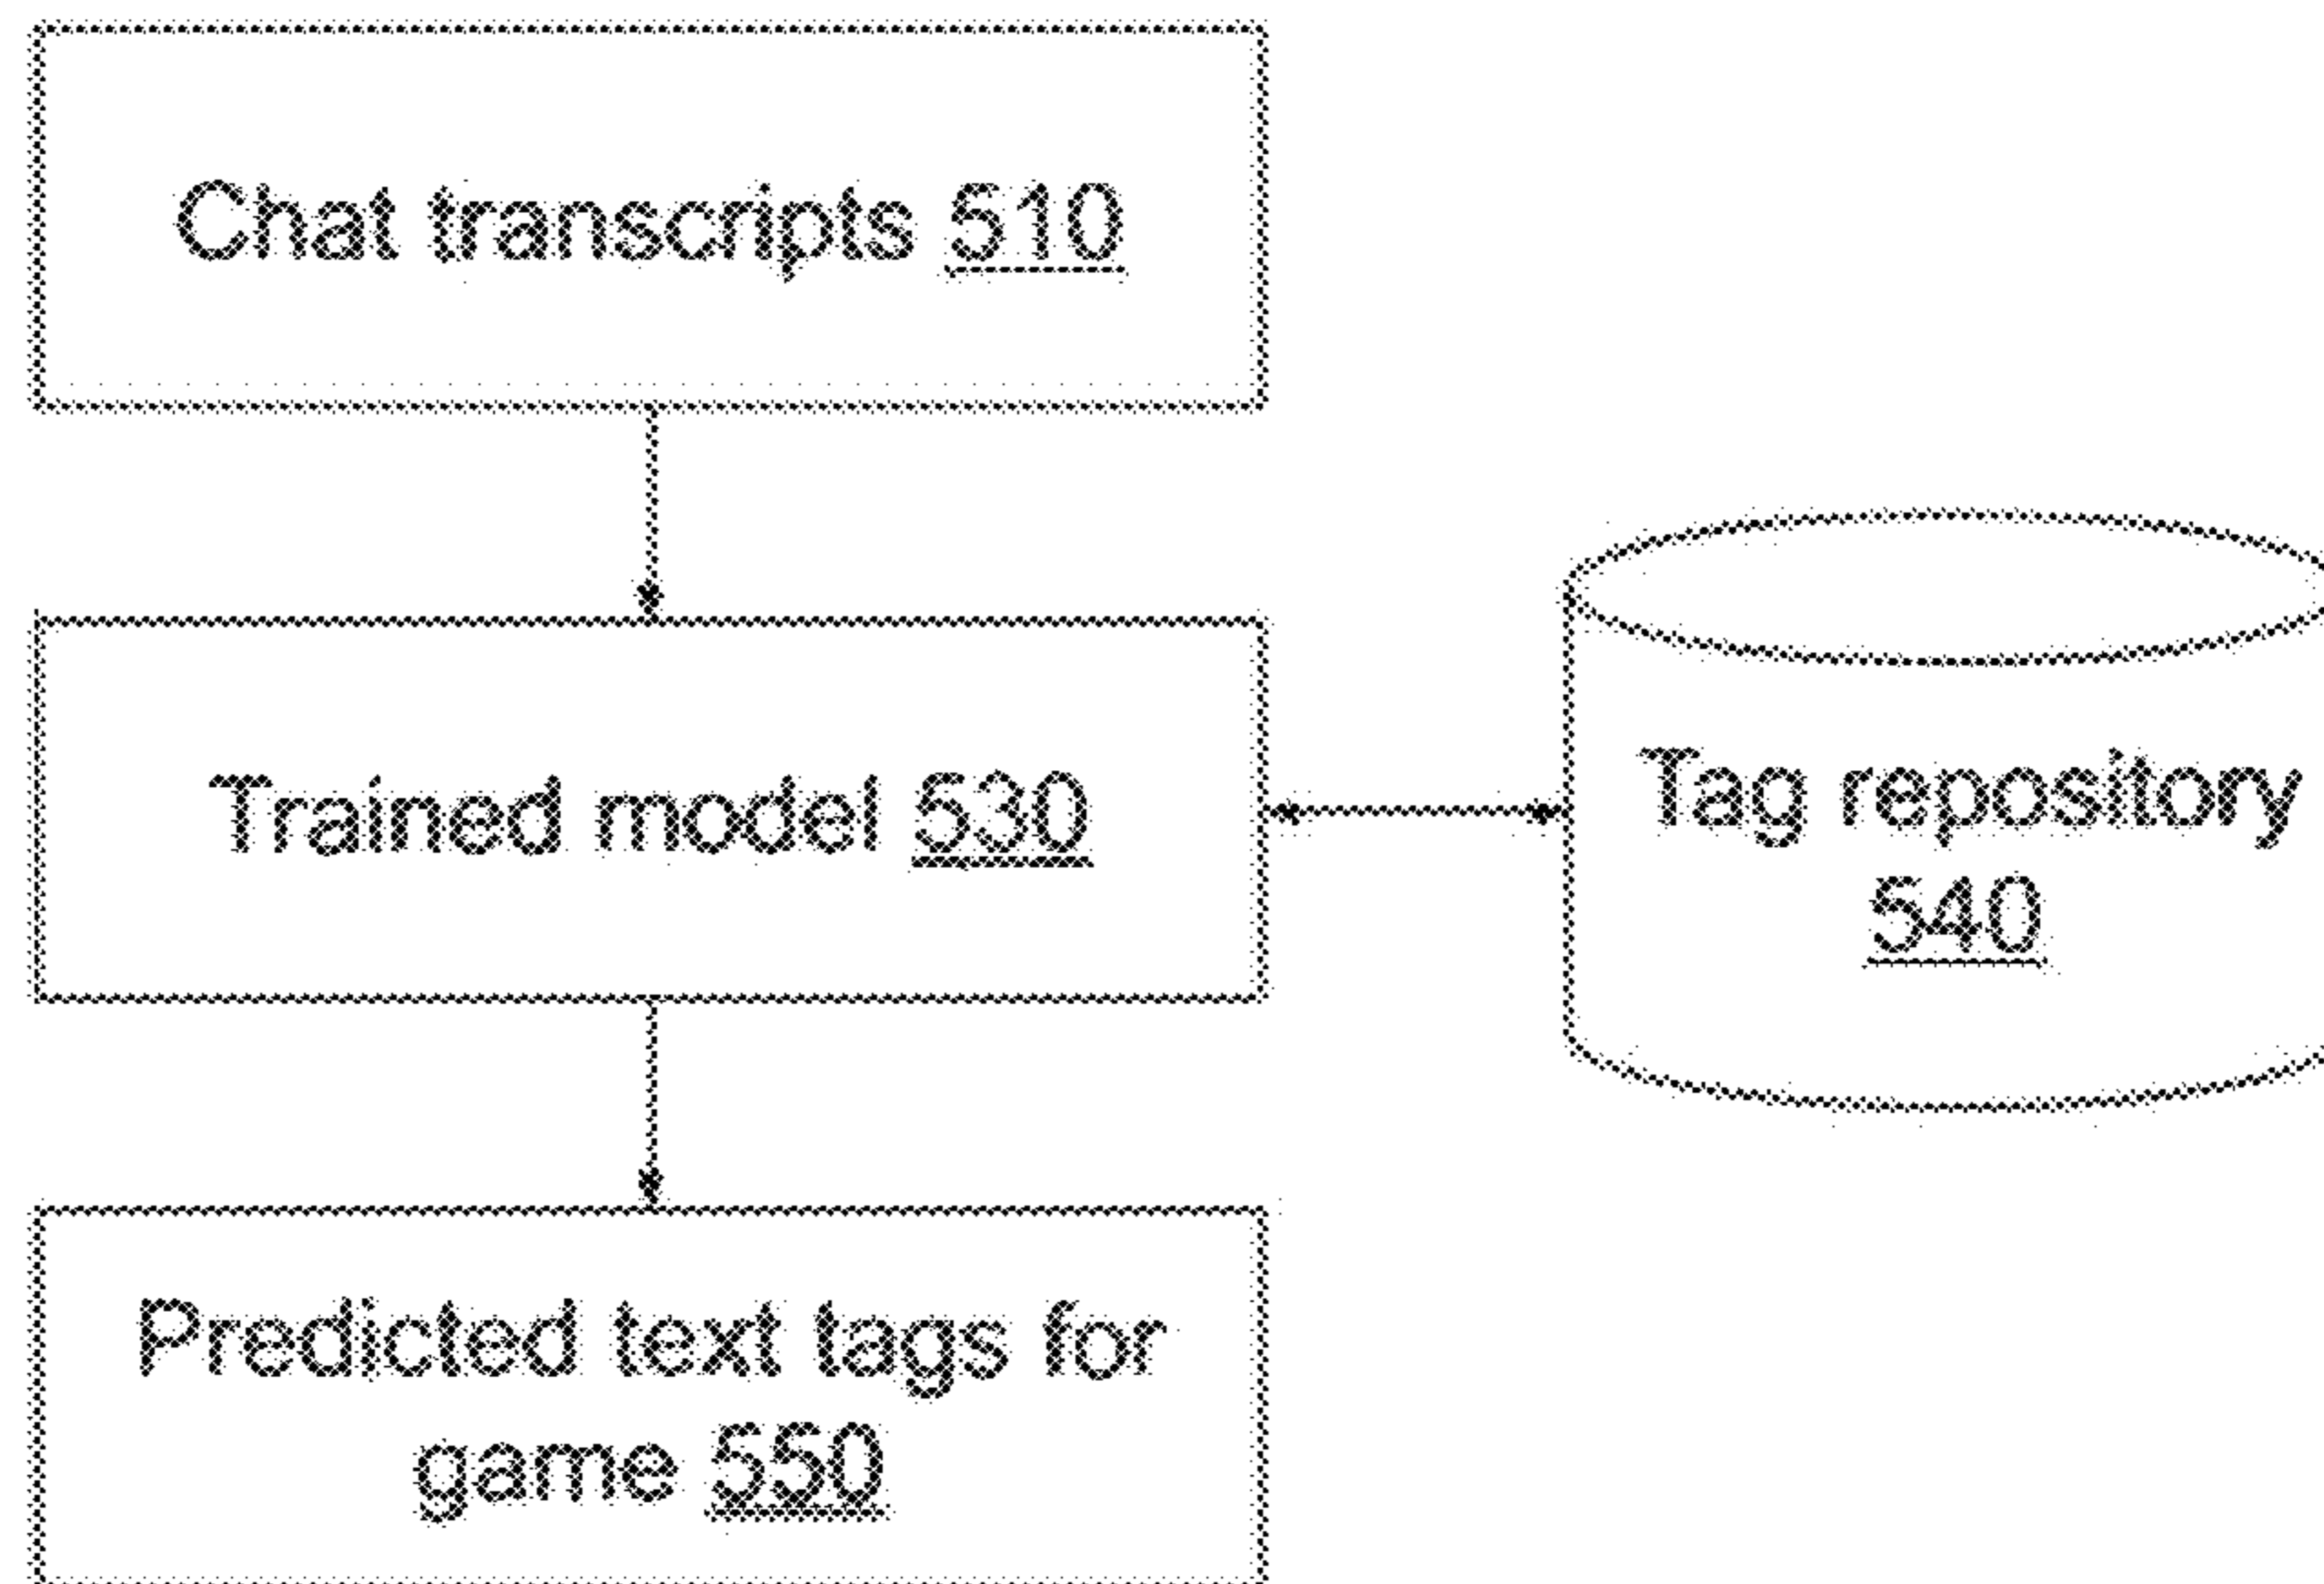 Chat transcripts 510
Trained model 530
Tag repository
540
Predicted text tags for
game 550